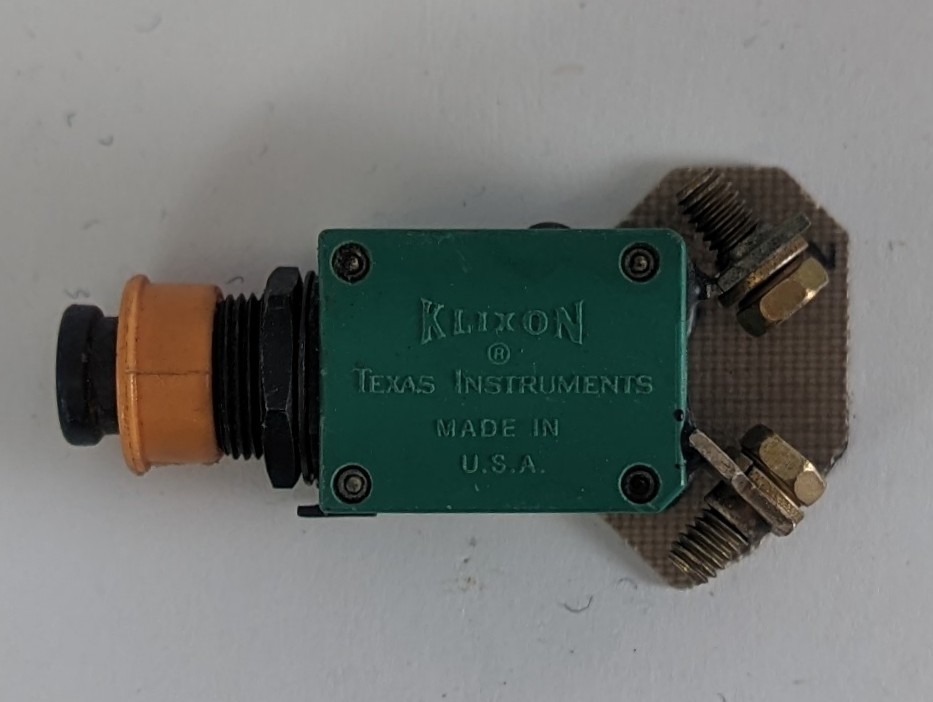 KLIXON
®
TEXAS INSTRUMENTS
MADE IN
U.S.A.